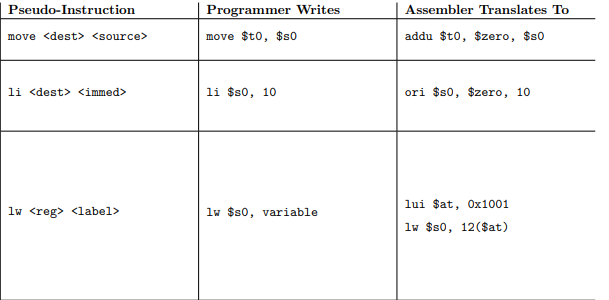 Pseudo-Instruction Programmer Writes Assembler Translates To
move <dest> <source> move $t0, $s0 addu $t0, $zero, $s0
li <dest> <immed> li $s0, 10 ori $s0, $zero, 10
lw <reg> <label> lw $s0, variable lui $at, 0x1001
lw $s0, 12($at)